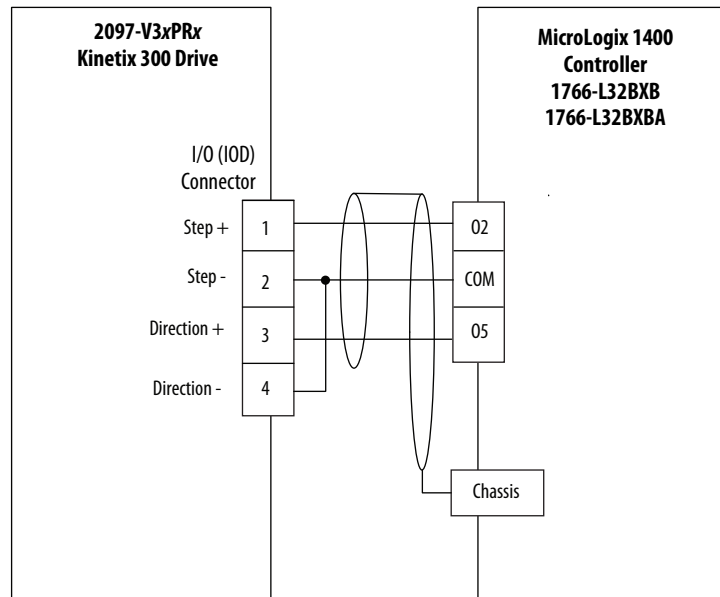 2097-V3xPRx
Kinetix 300 Drive
MicroLogix 1400
Controller
1766-L32BXB
1766-L32BXBA
I/O (IOD)
Connector
Step +
1
O2
Step -
2
COM
Direction +
3
O5
Direction -
4
Chassis